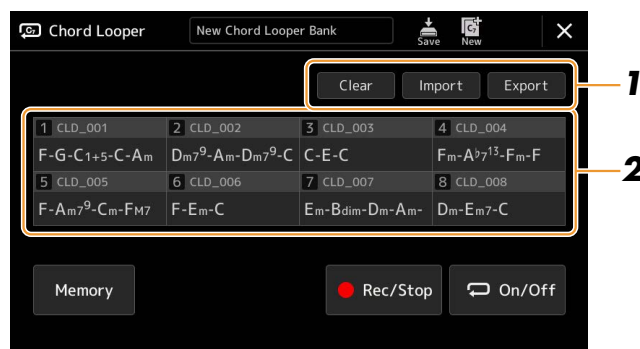 C7 Chord Looper New Chord Looper Bank Save C7 New ×
Clear Import Export 1
1 CLD_001 2 CLD_002 3 CLD_003 4 CLD_004
F-G-C1+5-C-Am Dm7⁹-Am-Dm7⁹-C C-E-C Fm-A♭7¹³-Fm-F
2
5 CLD_005 6 CLD_006 7 CLD_007 8 CLD_008
F-Am7⁹-Cm-FM7 F-Em-C Em-Bdim-Dm-Am- Dm-Em7-C
Memory Rec/Stop On/Off